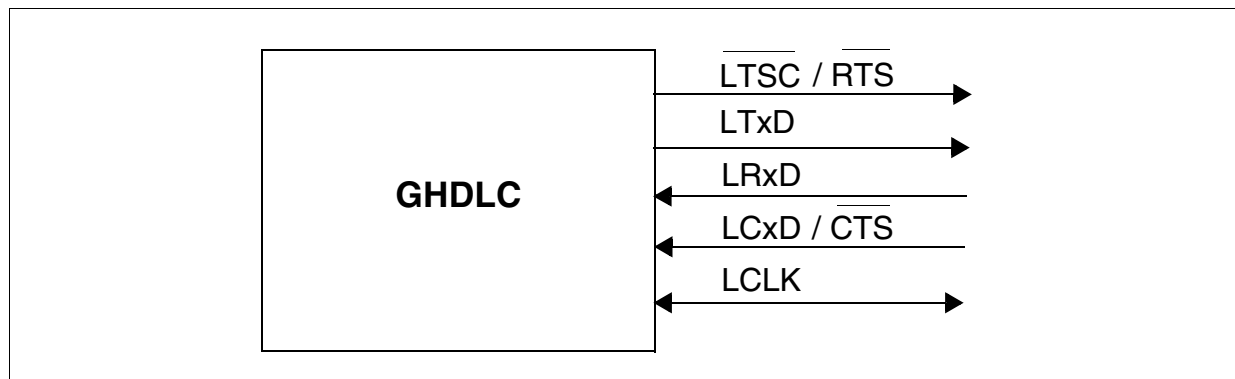 LTSC / RTS
LTxD
LRxD
GHDLC
LCxD / CTS
LCLK